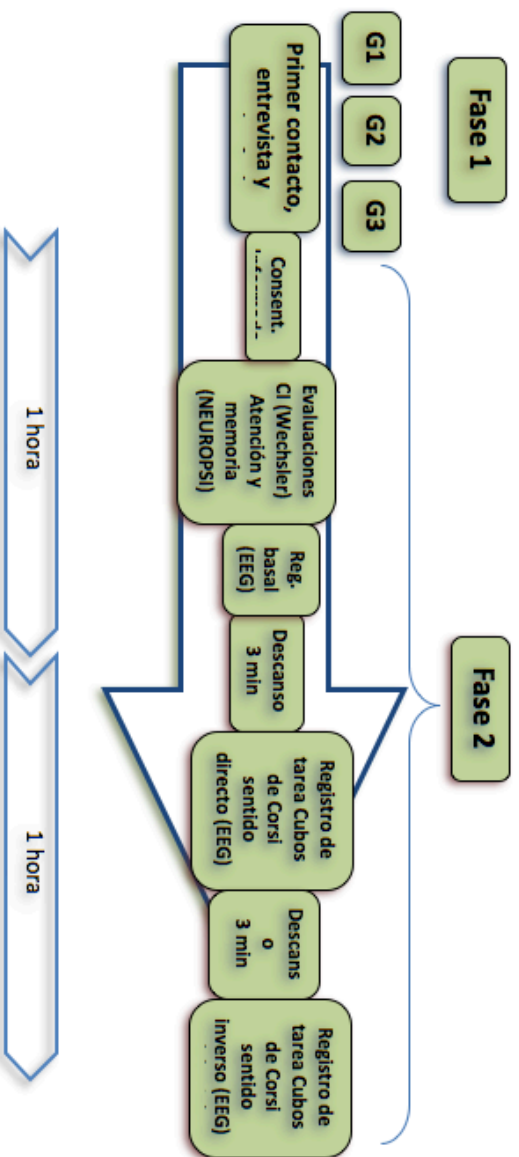 Fase 1
Fase 2
G1
G2
G3
Primer contacto,
entrevista y
Consent.
Evaluaciones
CI (Wechsler)
Atención y
memoria
(NEUROPSI)
Reg.
basal
(EEG)
Descanso
3 min
Registro de
tarea Cubos
de Corsi
sentido
directo (EEG)
Descans
o
3 min
Registro de
tarea Cubos
de Corsi
sentido
inverso (EEG)
1 hora
1 hora